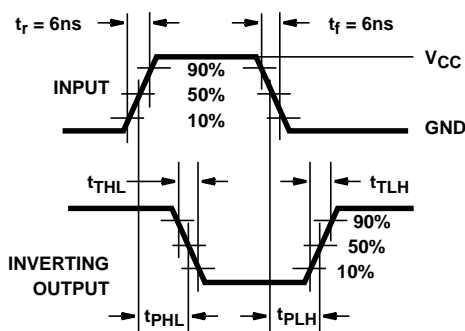 tr = 6ns
tf = 6ns
VCC
90%
INPUT
50%
10%
GND
tTHL
tTLH
90%
50%
INVERTING
OUTPUT
10%
tPHL
tPLH